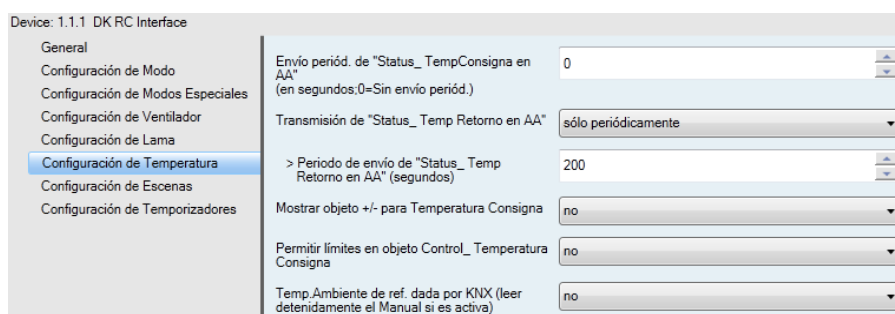 Device: 1.1.1 DK RC Interface
General
Configuración de Modo
Configuración de Modos Especiales
Configuración de Ventilador
Configuración de Lama
Configuración de Temperatura
Configuración de Escenas
Configuración de Temporizadores
Envío periód. de "Status_ TempConsigna en
AA"
(en segundos;0=Sin envío periód.)
0
Transmisión de "Status_ Temp Retorno en AA"
sólo periódicamente
> Periodo de envío de "Status_ Temp
Retorno en AA" (segundos)
200
Mostrar objeto +/- para Temperatura Consigna
no
Permitir límites en objeto Control_ Temperatura
Consigna
no
Temp.Ambiente de ref. dada por KNX (leer
detenidamente el Manual si es activa)
no